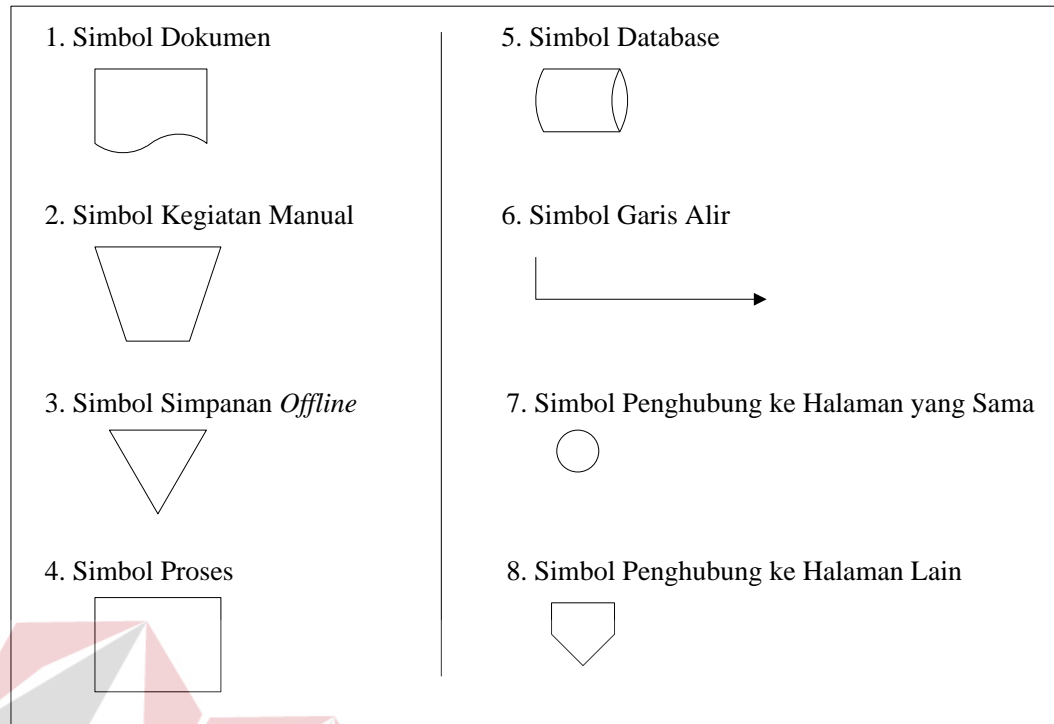 1. Simbol Dokumen
2. Simbol Kegiatan Manual
3. Simbol Simpanan Offline
4. Simbol Proses
5. Simbol Database
6. Simbol Garis Alir
7. Simbol Penghubung ke Halaman yang Sama
8. Simbol Penghubung ke Halaman Lain